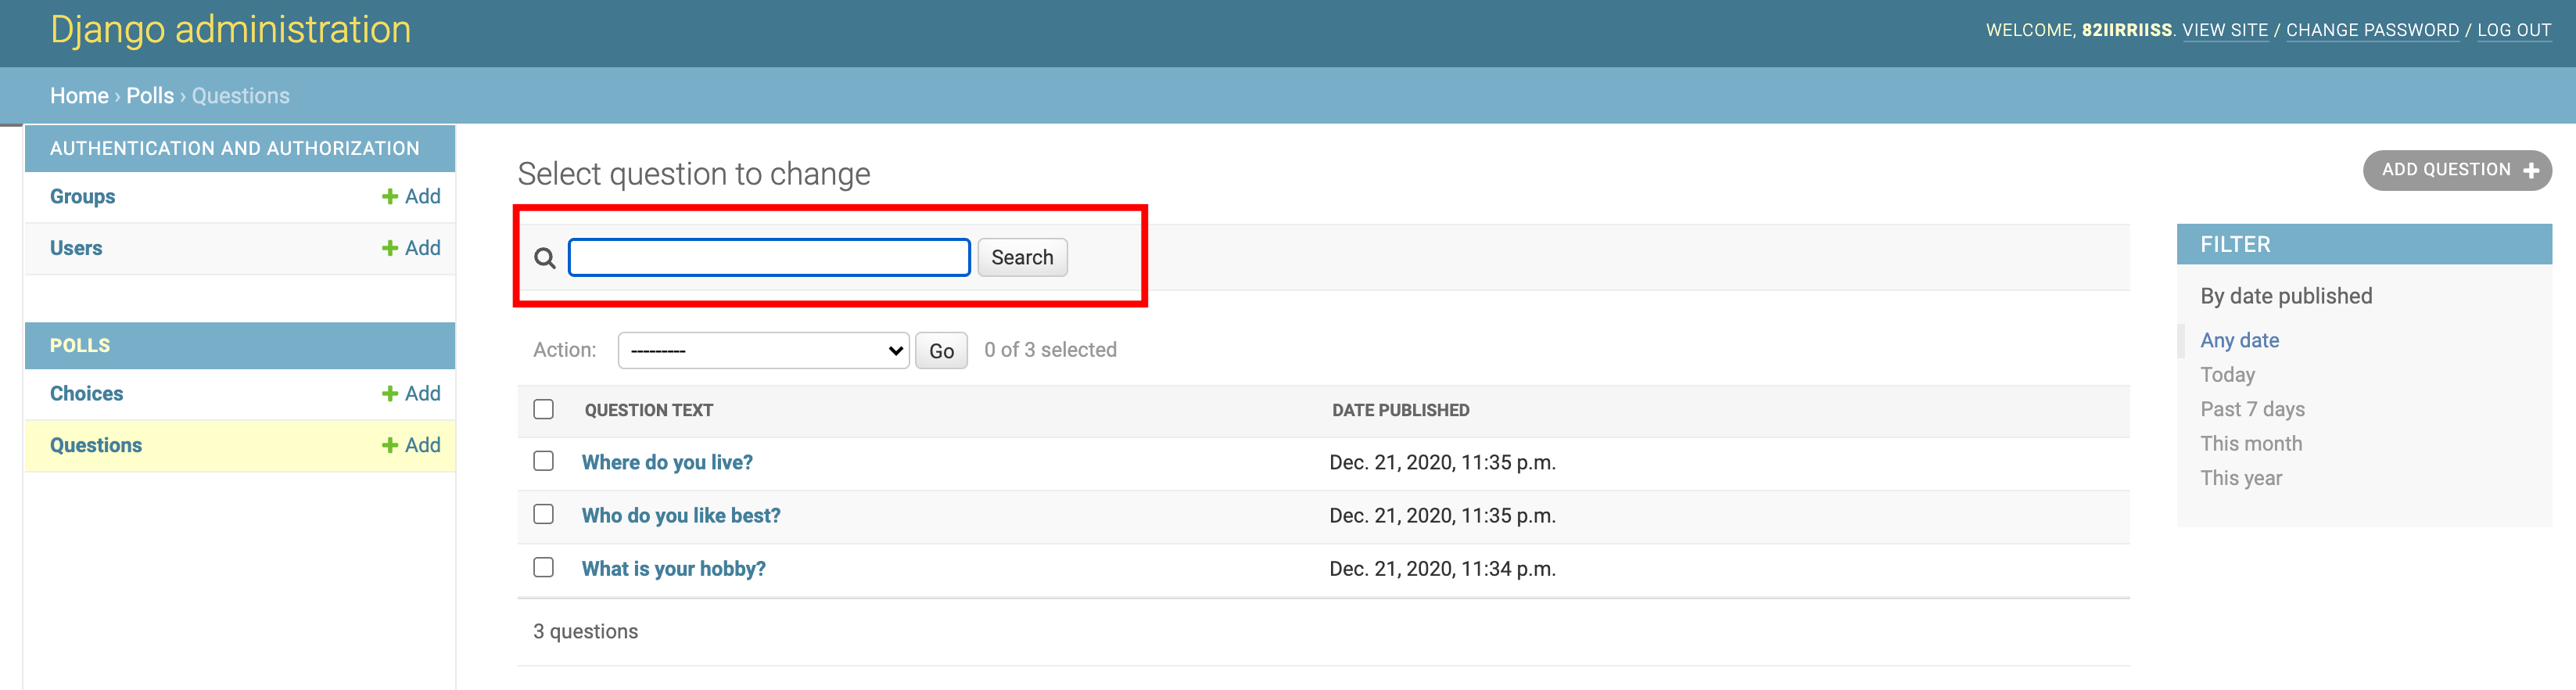 Django administration
WELCOME, 82IIRRIISS. VIEW SITE / CHANGE PASSWORD / LOG OUT
Home › Polls › Questions
AUTHENTICATION AND AUTHORIZATION
Groups + Add
Users + Add
POLLS
Choices + Add
Questions + Add
Select question to change
ADD QUESTION +
Search
Action: --------- Go 0 of 3 selected
QUESTION TEXT DATE PUBLISHED
Where do you live? Dec. 21, 2020, 11:35 p.m.
Who do you like best? Dec. 21, 2020, 11:35 p.m.
What is your hobby? Dec. 21, 2020, 11:34 p.m.
3 questions
FILTER
By date published
Any date
Today
Past 7 days
This month
This year